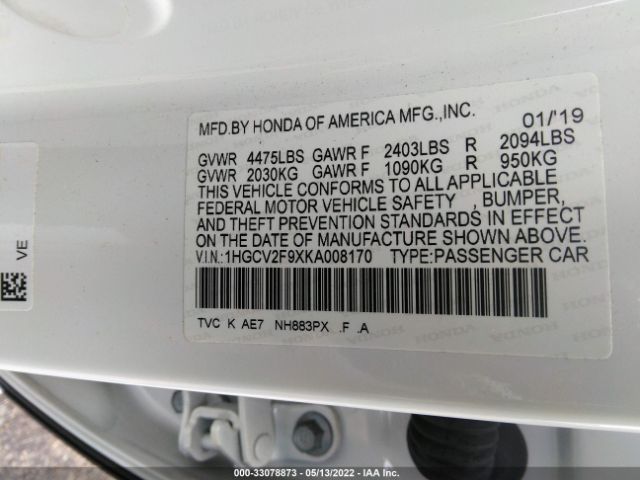 MFD.BY HONDA OF AMERICA MFG.,INC. 01/'19
GVWR 4475LBS GAWR F 2403LBS R 2094LBS
GVWR 2030KG GAWR F 1090KG R 950KG
THIS VEHICLE CONFORMS TO ALL APPLICABLE
FEDERAL MOTOR VEHICLE SAFETY , BUMPER,
AND THEFT PREVENTION STANDARDS IN EFFECT
ON THE DATE OF MANUFACTURE SHOWN ABOVE.
V.I.N.:1HGCV2F9XKA008170 TYPE:PASSENGER CAR
TVC K AE7 NH883PX .F .A
VE
000-33078873 - 05/13/2022 - IAA Inc.